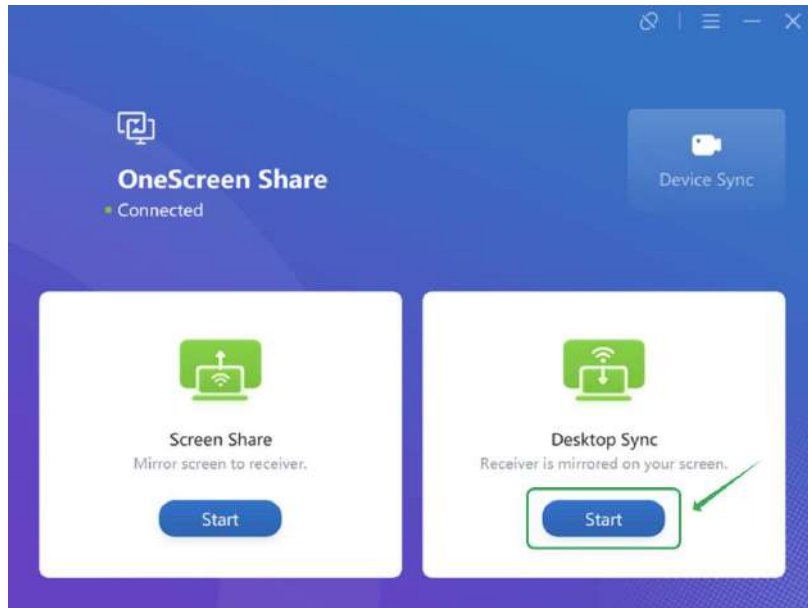 OneScreen Share
Connected
Device Sync
Screen Share
Mirror screen to receiver.
Start
Desktop Sync
Receiver is mirrored on your screen.
Start